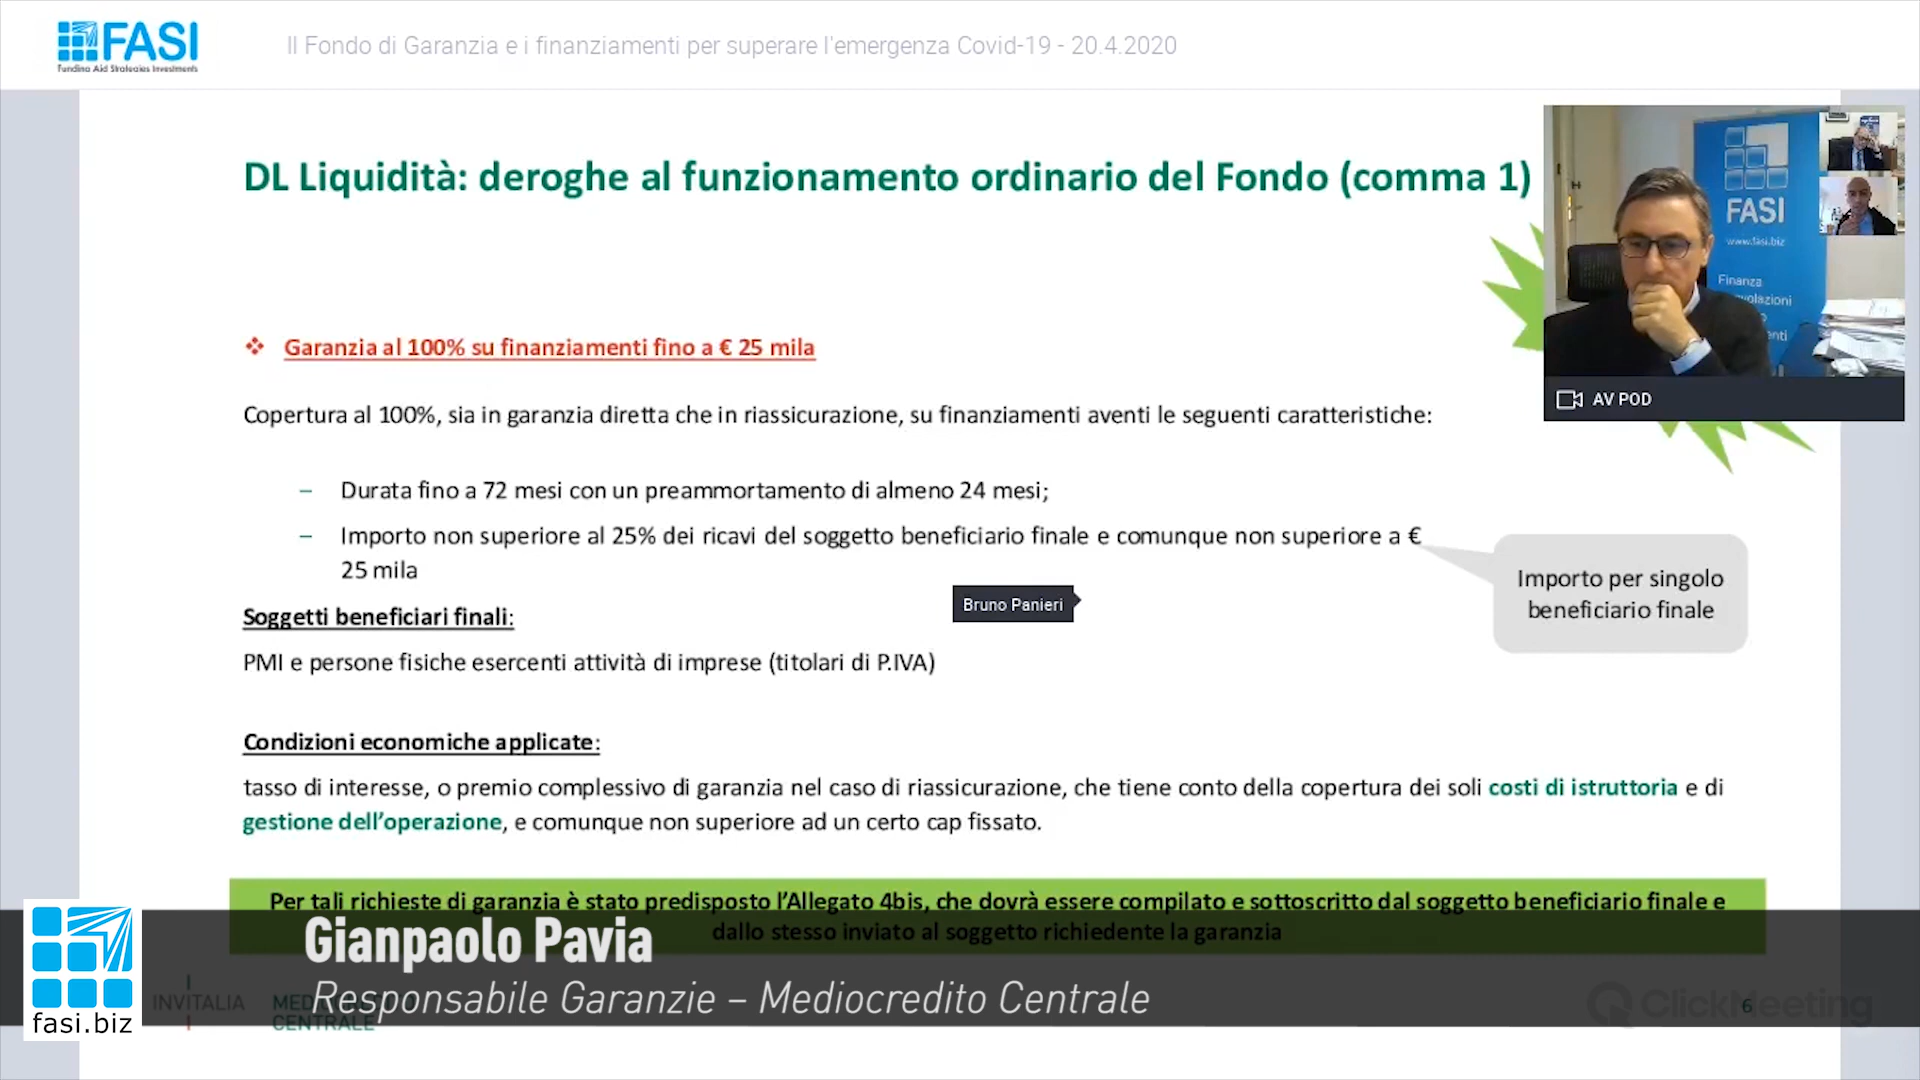 FASI
Funding Aid Strategies Investments
Il Fondo di Garanzia e i finanziamenti per superare l'emergenza Covid-19 - 20.4.2020
DL Liquidità: deroghe al funzionamento ordinario del Fondo (comma 1)
FASI
www.fasi.biz
Finanza
AV POD
❖ Garanzia al 100% su finanziamenti fino a € 25 mila
Copertura al 100%, sia in garanzia diretta che in riassicurazione, su finanziamenti aventi le seguenti caratteristiche:
– Durata fino a 72 mesi con un preammortamento di almeno 24 mesi;
– Importo non superiore al 25% dei ricavi del soggetto beneficiario finale e comunque non superiore a €
25 mila
Importo per singolo
beneficiario finale
Bruno Panieri
Soggetti beneficiari finali:
PMI e persone fisiche esercenti attività di imprese (titolari di P.IVA)
Condizioni economiche applicate:
tasso di interesse, o premio complessivo di garanzia nel caso di riassicurazione, che tiene conto della copertura dei soli costi di istruttoria e di
gestione dell'operazione, e comunque non superiore ad un certo cap fissato.
Per tali richieste di garanzia è stato predisposto l'Allegato 4bis, che dovrà essere compilato e sottoscritto dal soggetto beneficiario finale e
dallo stesso inviato al soggetto richiedente la garanzia
Gianpaolo Pavia
Responsabile Garanzie – Mediocredito Centrale
INVITALIA
CENTRALE
6
ClickMeeting
fasi.biz